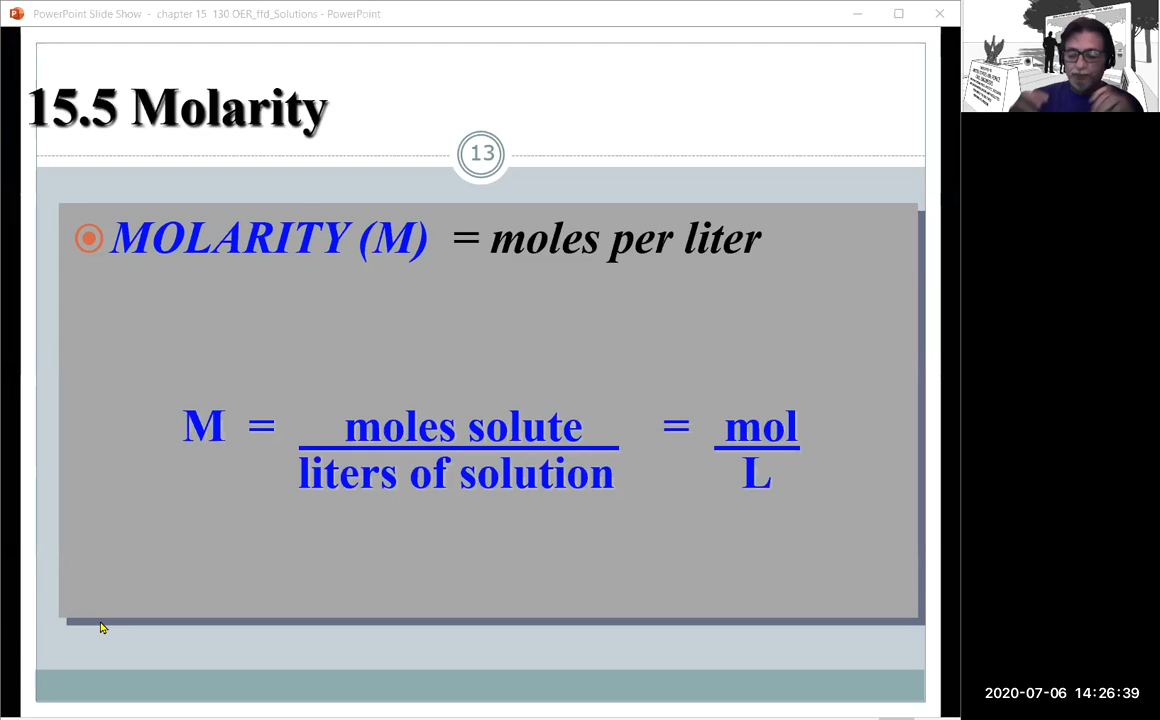 PowerPoint Slide Show - chapter 15 130 OER_ffd_Solutions - PowerPoint
15.5 Molarity
13
MOLARITY (M) = moles per liter
M = moles solute = mol
liters of solution L
2020-07-06 14:26:39